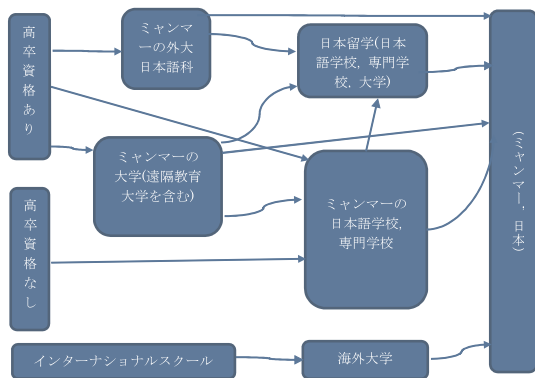 高卒資格あり
ミャンマ
ーの外大
日本語科
日本留学(日本
語学校, 専門学
校, 大学)
ミャンマーの
大学(遠隔教育
大学を含む)
ミャンマーの
日本語学校,
専門学校
高卒資格なし
インターナショナルスクール
海外大学
(ミャンマー, 日本)